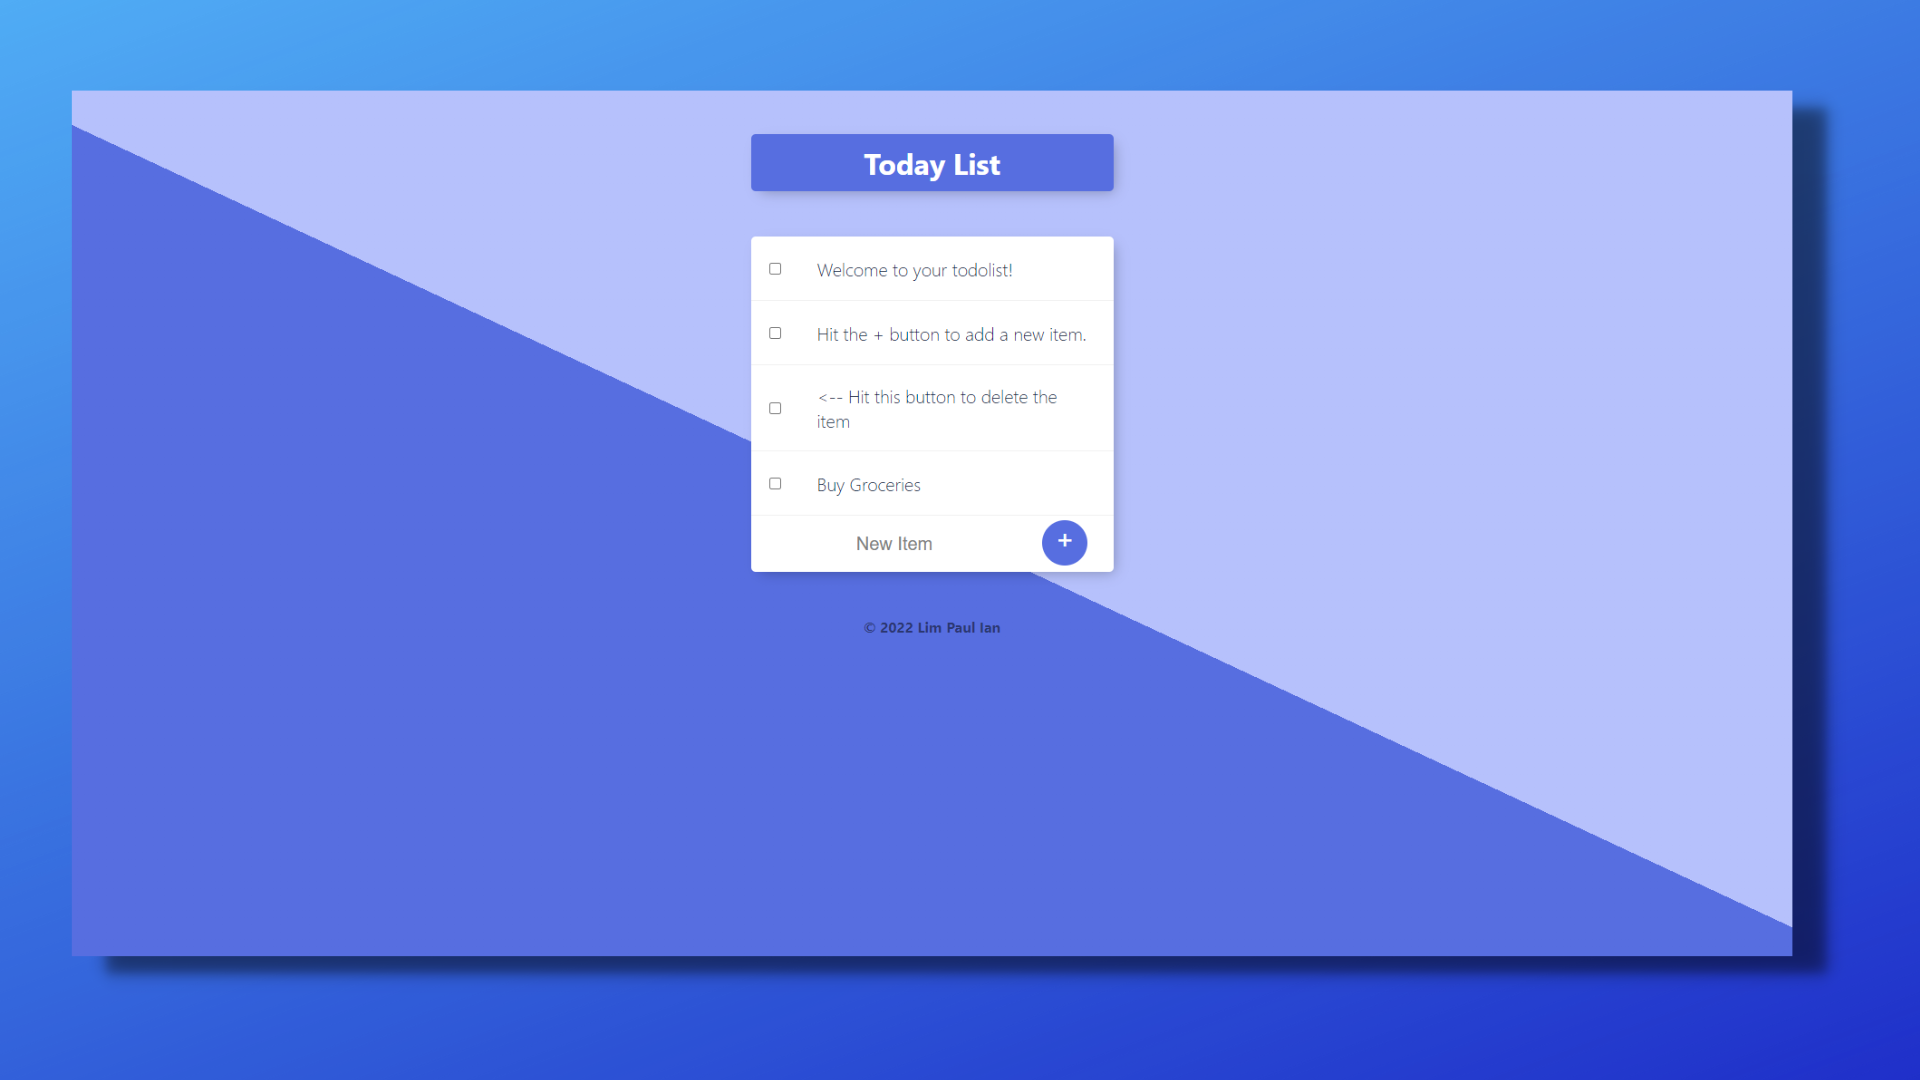 Today List
Welcome to your todolist!
Hit the + button to add a new item.
<-- Hit this button to delete the
item
Buy Groceries
New Item
+
© 2022 Lim Paul Ian